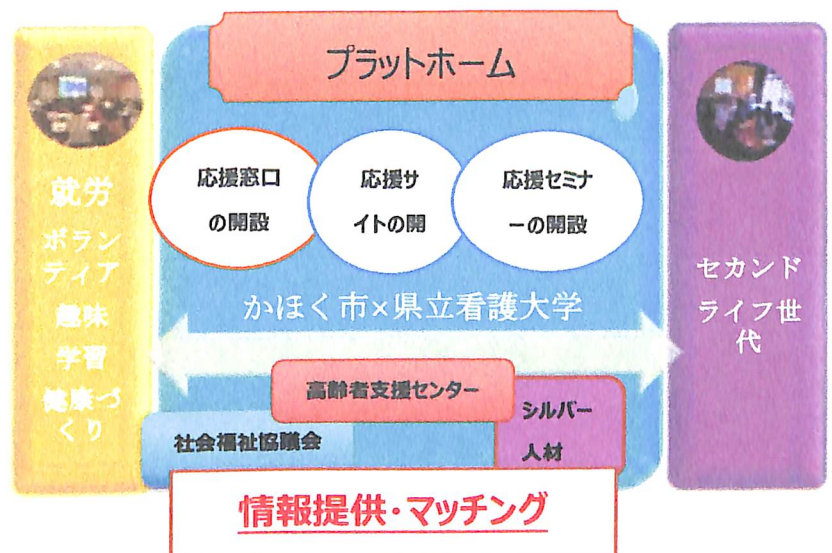 プラットホーム
就労
ボラン
ティア
趣味
学習
健康づ
くり
応援窓口
の開設
応援サ
イトの開
応援セミナ
ーの開設
かほく市×県立看護大学
高齢者支援センター
社会福祉協議会
シルバー
人材
情報提供・マッチング
セカンド
ライフ世
代